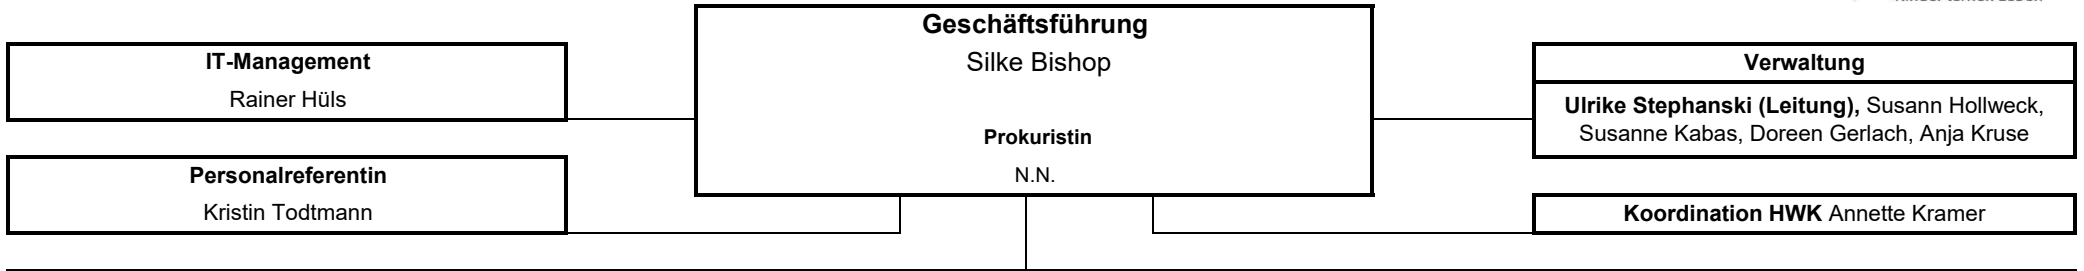 Geschäftsführung
Silke Bishop
Prokuristin
N.N.
IT-Management
Rainer Hüls
Personalreferentin
Kristin Todtmann
Verwaltung
Ulrike Stephanski (Leitung), Susann Hollweck,
Susanne Kabas, Doreen Gerlach, Anja Kruse
Koordination HWK Annette Kramer